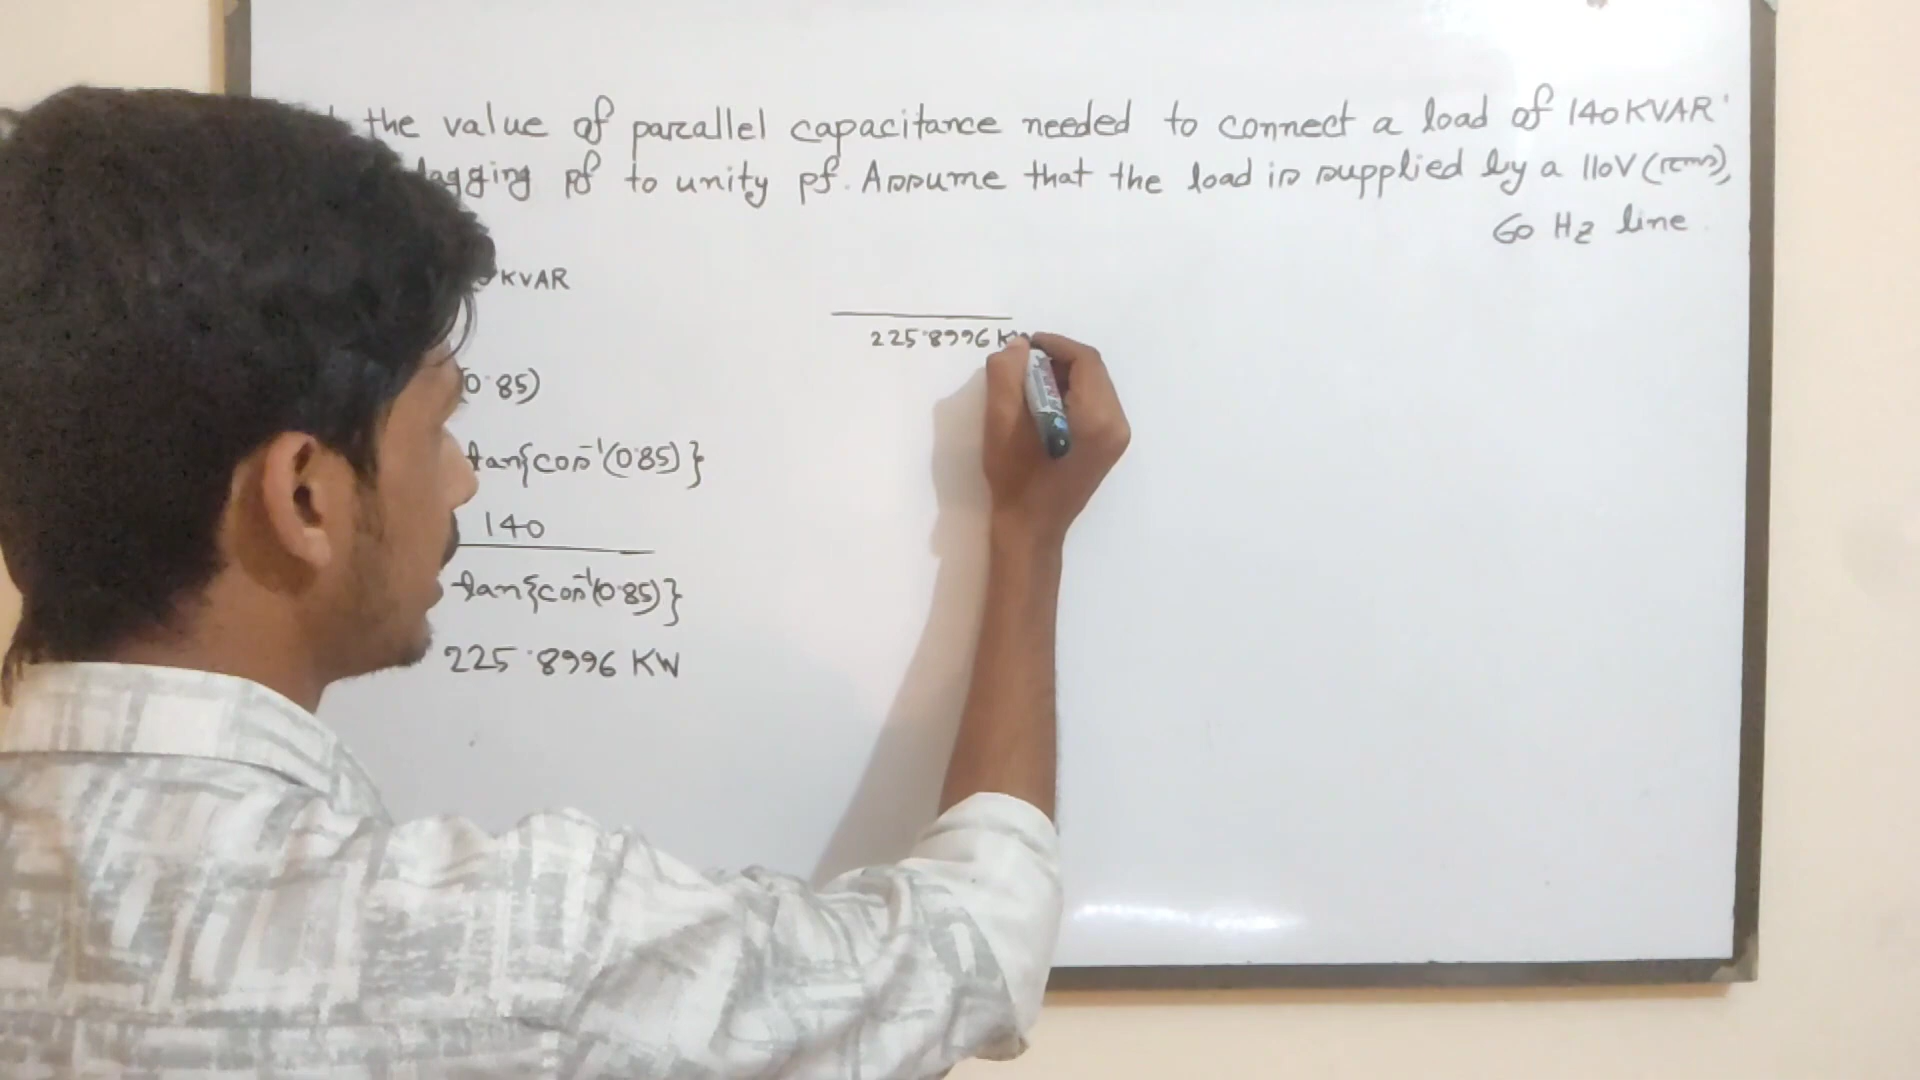 the value of parallel capacitance needed to connect a load of 140KVAR
lagging pf to unity pf. Assume that the load is supplied by a 110V (rms),
60 Hz line
KVAR
(0.85)
tan{cos⁻¹(0.85)}
140
tan{cos⁻¹(0.85)}
225.8996 KW
225.8996 K